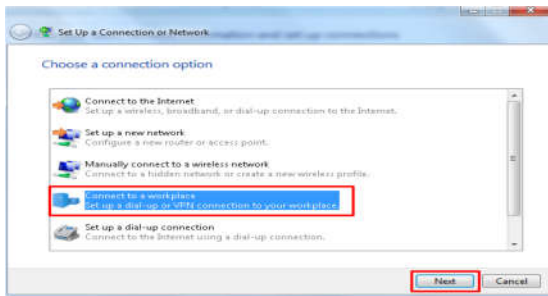 Set Up a Connection or Network
Choose a connection option
Connect to the Internet
Set up a wireless, broadband, or dial-up connection to the Internet.
Set up a new network
Configure a new router or access point.
Manually connect to a wireless network
Connect to a hidden network or create a new wireless profile.
Connect to a workplace
Set up a dial-up or VPN connection to your workplace.
Set up a dial-up connection
Connect to the Internet using a dial-up connection.
Next
Cancel